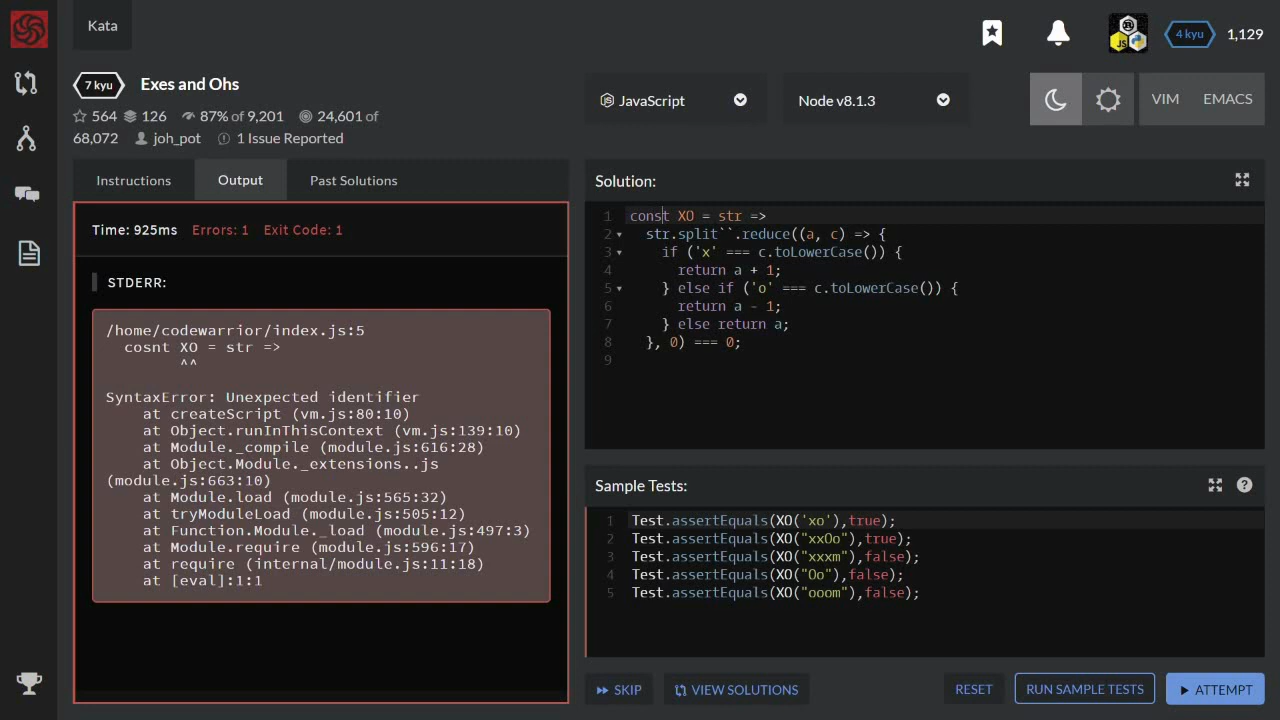 Kata
4 kyu
1,129
7 kyu
Exes and Ohs
564 126 87% of 9,201 24,601 of
68,072 joh_pot 1 Issue Reported
JavaScript
Node v8.1.3
VIM
EMACS
Instructions
Output
Past Solutions
Time: 925ms Errors: 1 Exit Code: 1
STDERR:
/home/codewarrior/index.js:5
cosnt XO = str =>
^^
SyntaxError: Unexpected identifier
at createScript (vm.js:80:10)
at Object.runInThisContext (vm.js:139:10)
at Module._compile (module.js:616:28)
at Object.Module._extensions..js
(module.js:663:10)
at Module.load (module.js:565:32)
at tryModuleLoad (module.js:505:12)
at Function.Module._load (module.js:497:3)
at Module.require (module.js:596:17)
at require (internal/module.js:11:18)
at [eval]:1:1
Solution:
1 const XO = str =>
2 str.split``.reduce((a, c) => {
3 if ('x' === c.toLowerCase()) {
4 return a + 1;
5 } else if ('o' === c.toLowerCase()) {
6 return a - 1;
7 } else return a;
8 }, 0) === 0;
9
Sample Tests:
?
1 Test.assertEquals(XO('xo'),true);
2 Test.assertEquals(XO("xxOo"),true);
3 Test.assertEquals(XO("xxxm"),false);
4 Test.assertEquals(XO("Oo"),false);
5 Test.assertEquals(XO("ooom"),false);
SKIP
VIEW SOLUTIONS
RESET
RUN SAMPLE TESTS
ATTEMPT